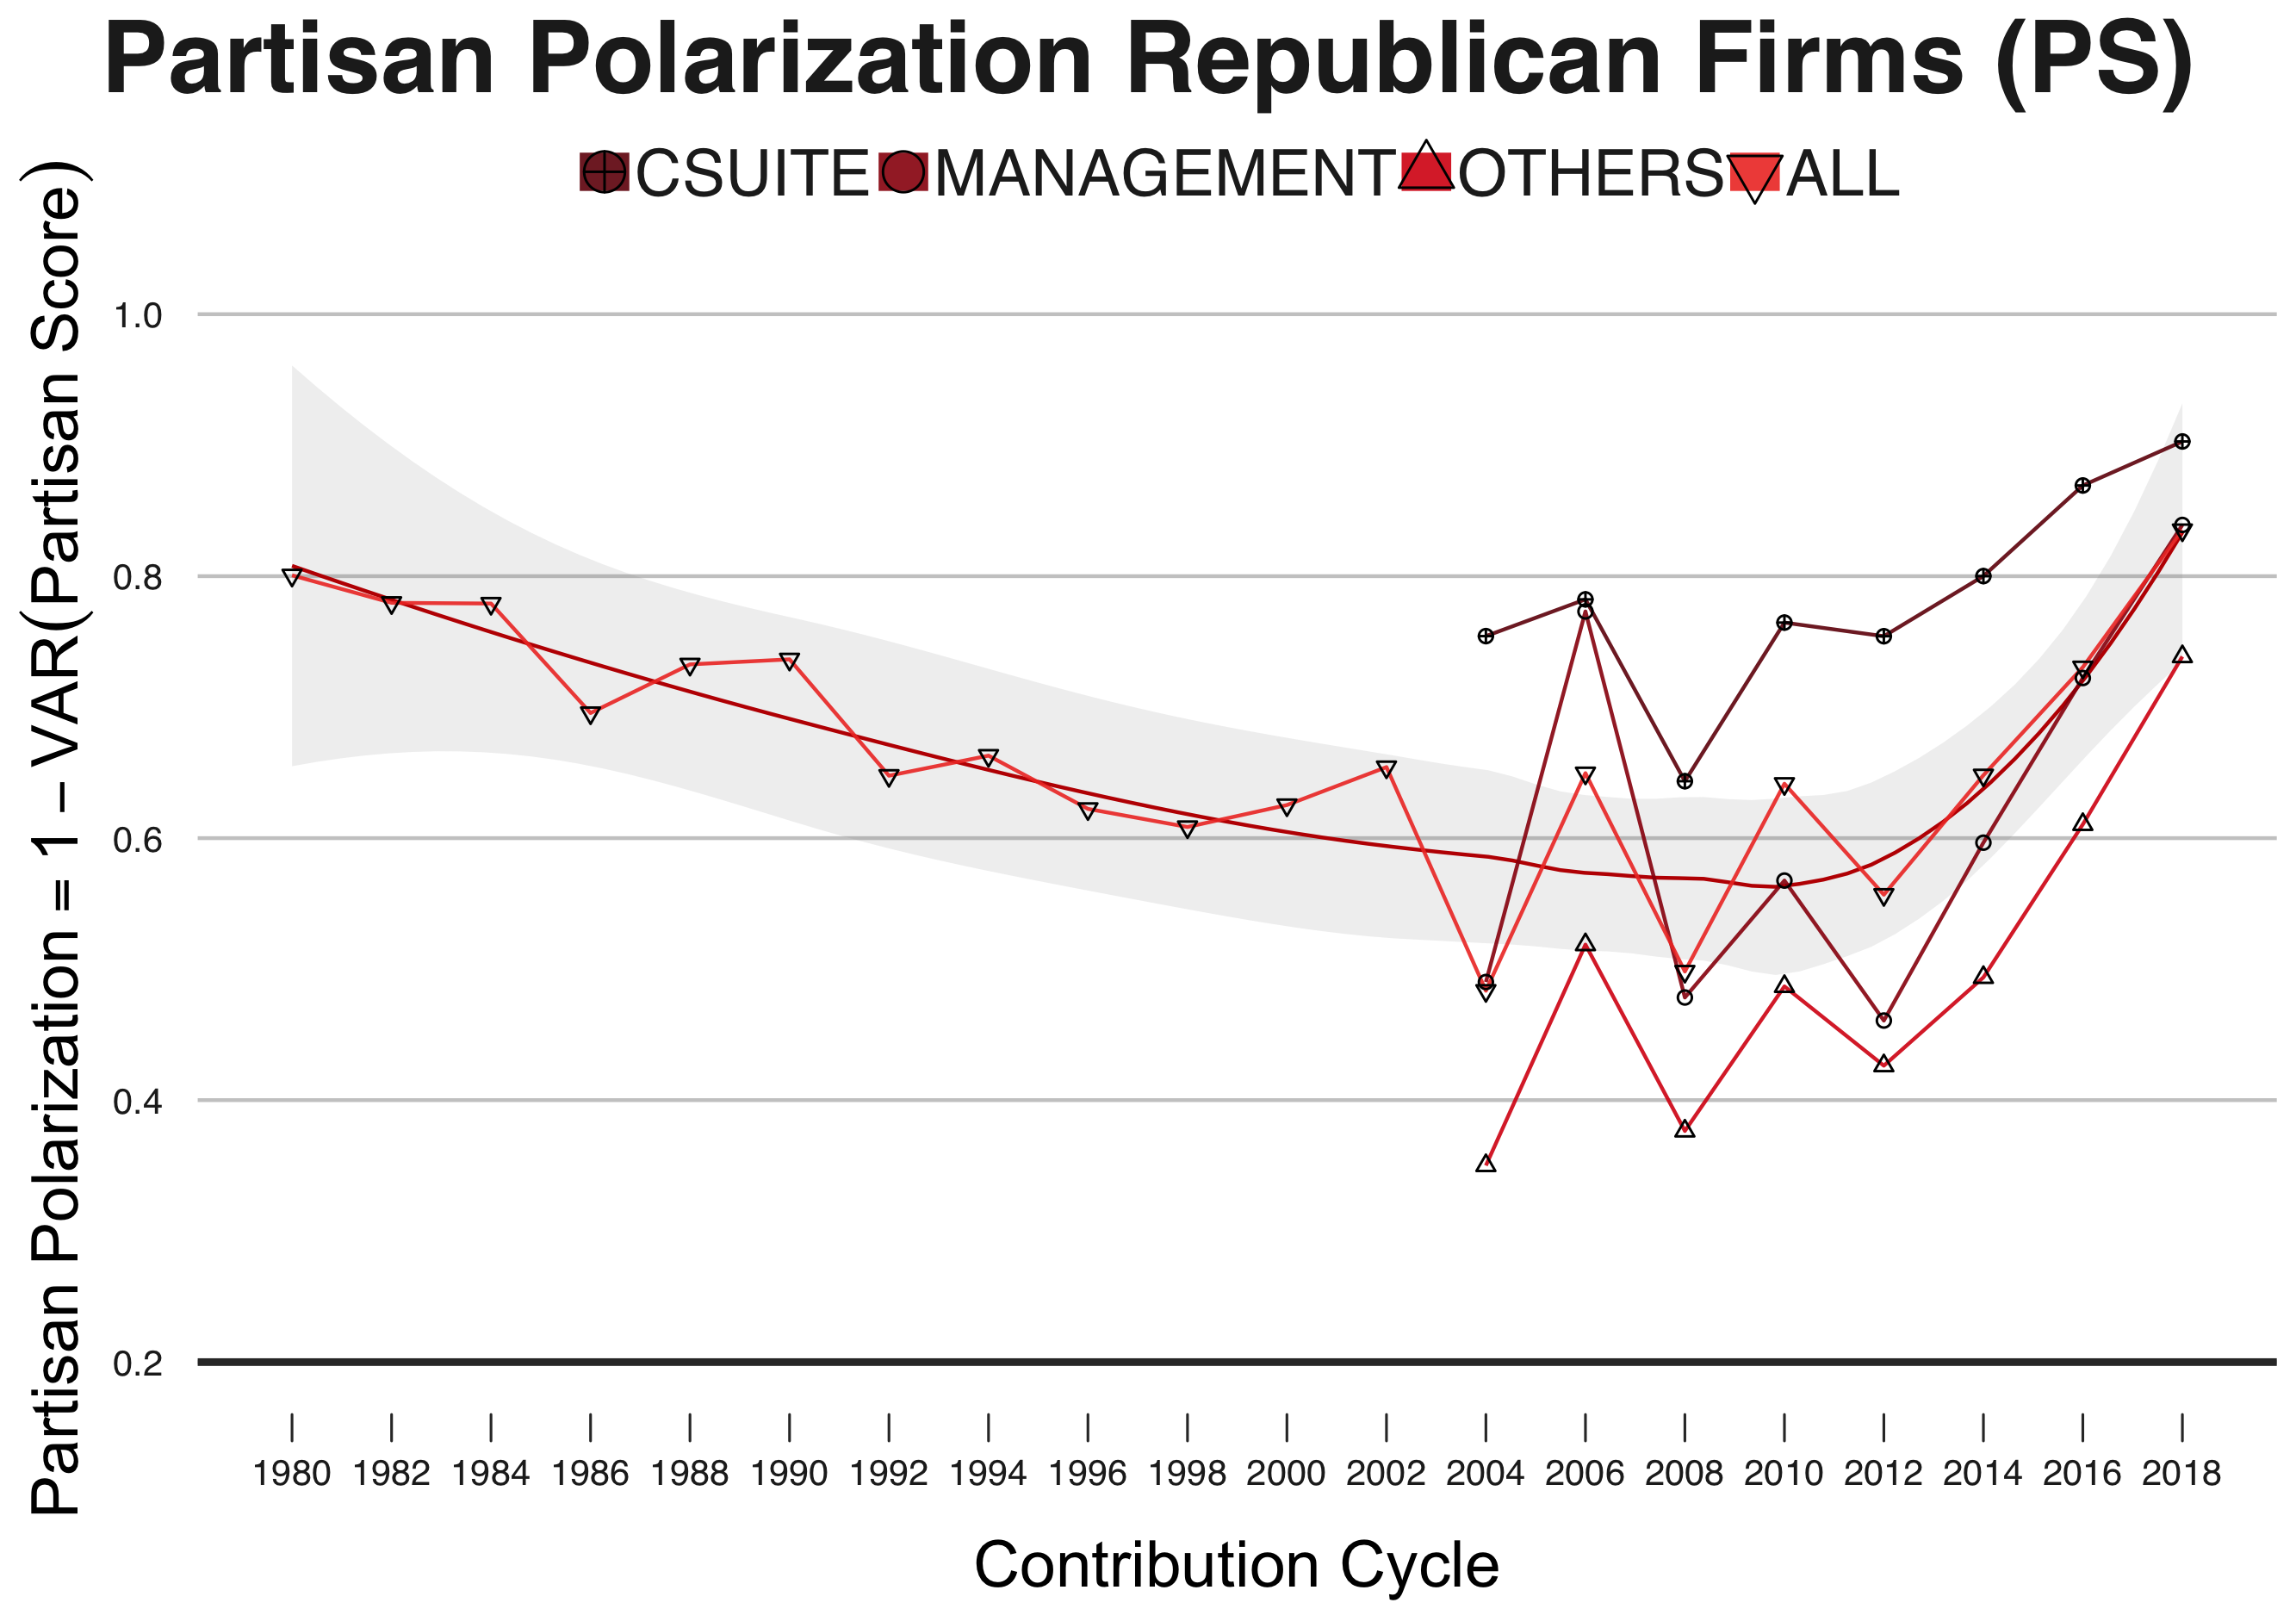 Partisan Polarization Republican Firms (PS)
CSUITE MANAGEMENT OTHERS ALL
Partisan Polarization = 1 − VAR(Partisan Score)
1.0
0.8
0.6
0.4
0.2
1980 1982 1984 1986 1988 1990 1992 1994 1996 1998 2000 2002 2004 2006 2008 2010 2012 2014 2016 2018
Contribution Cycle